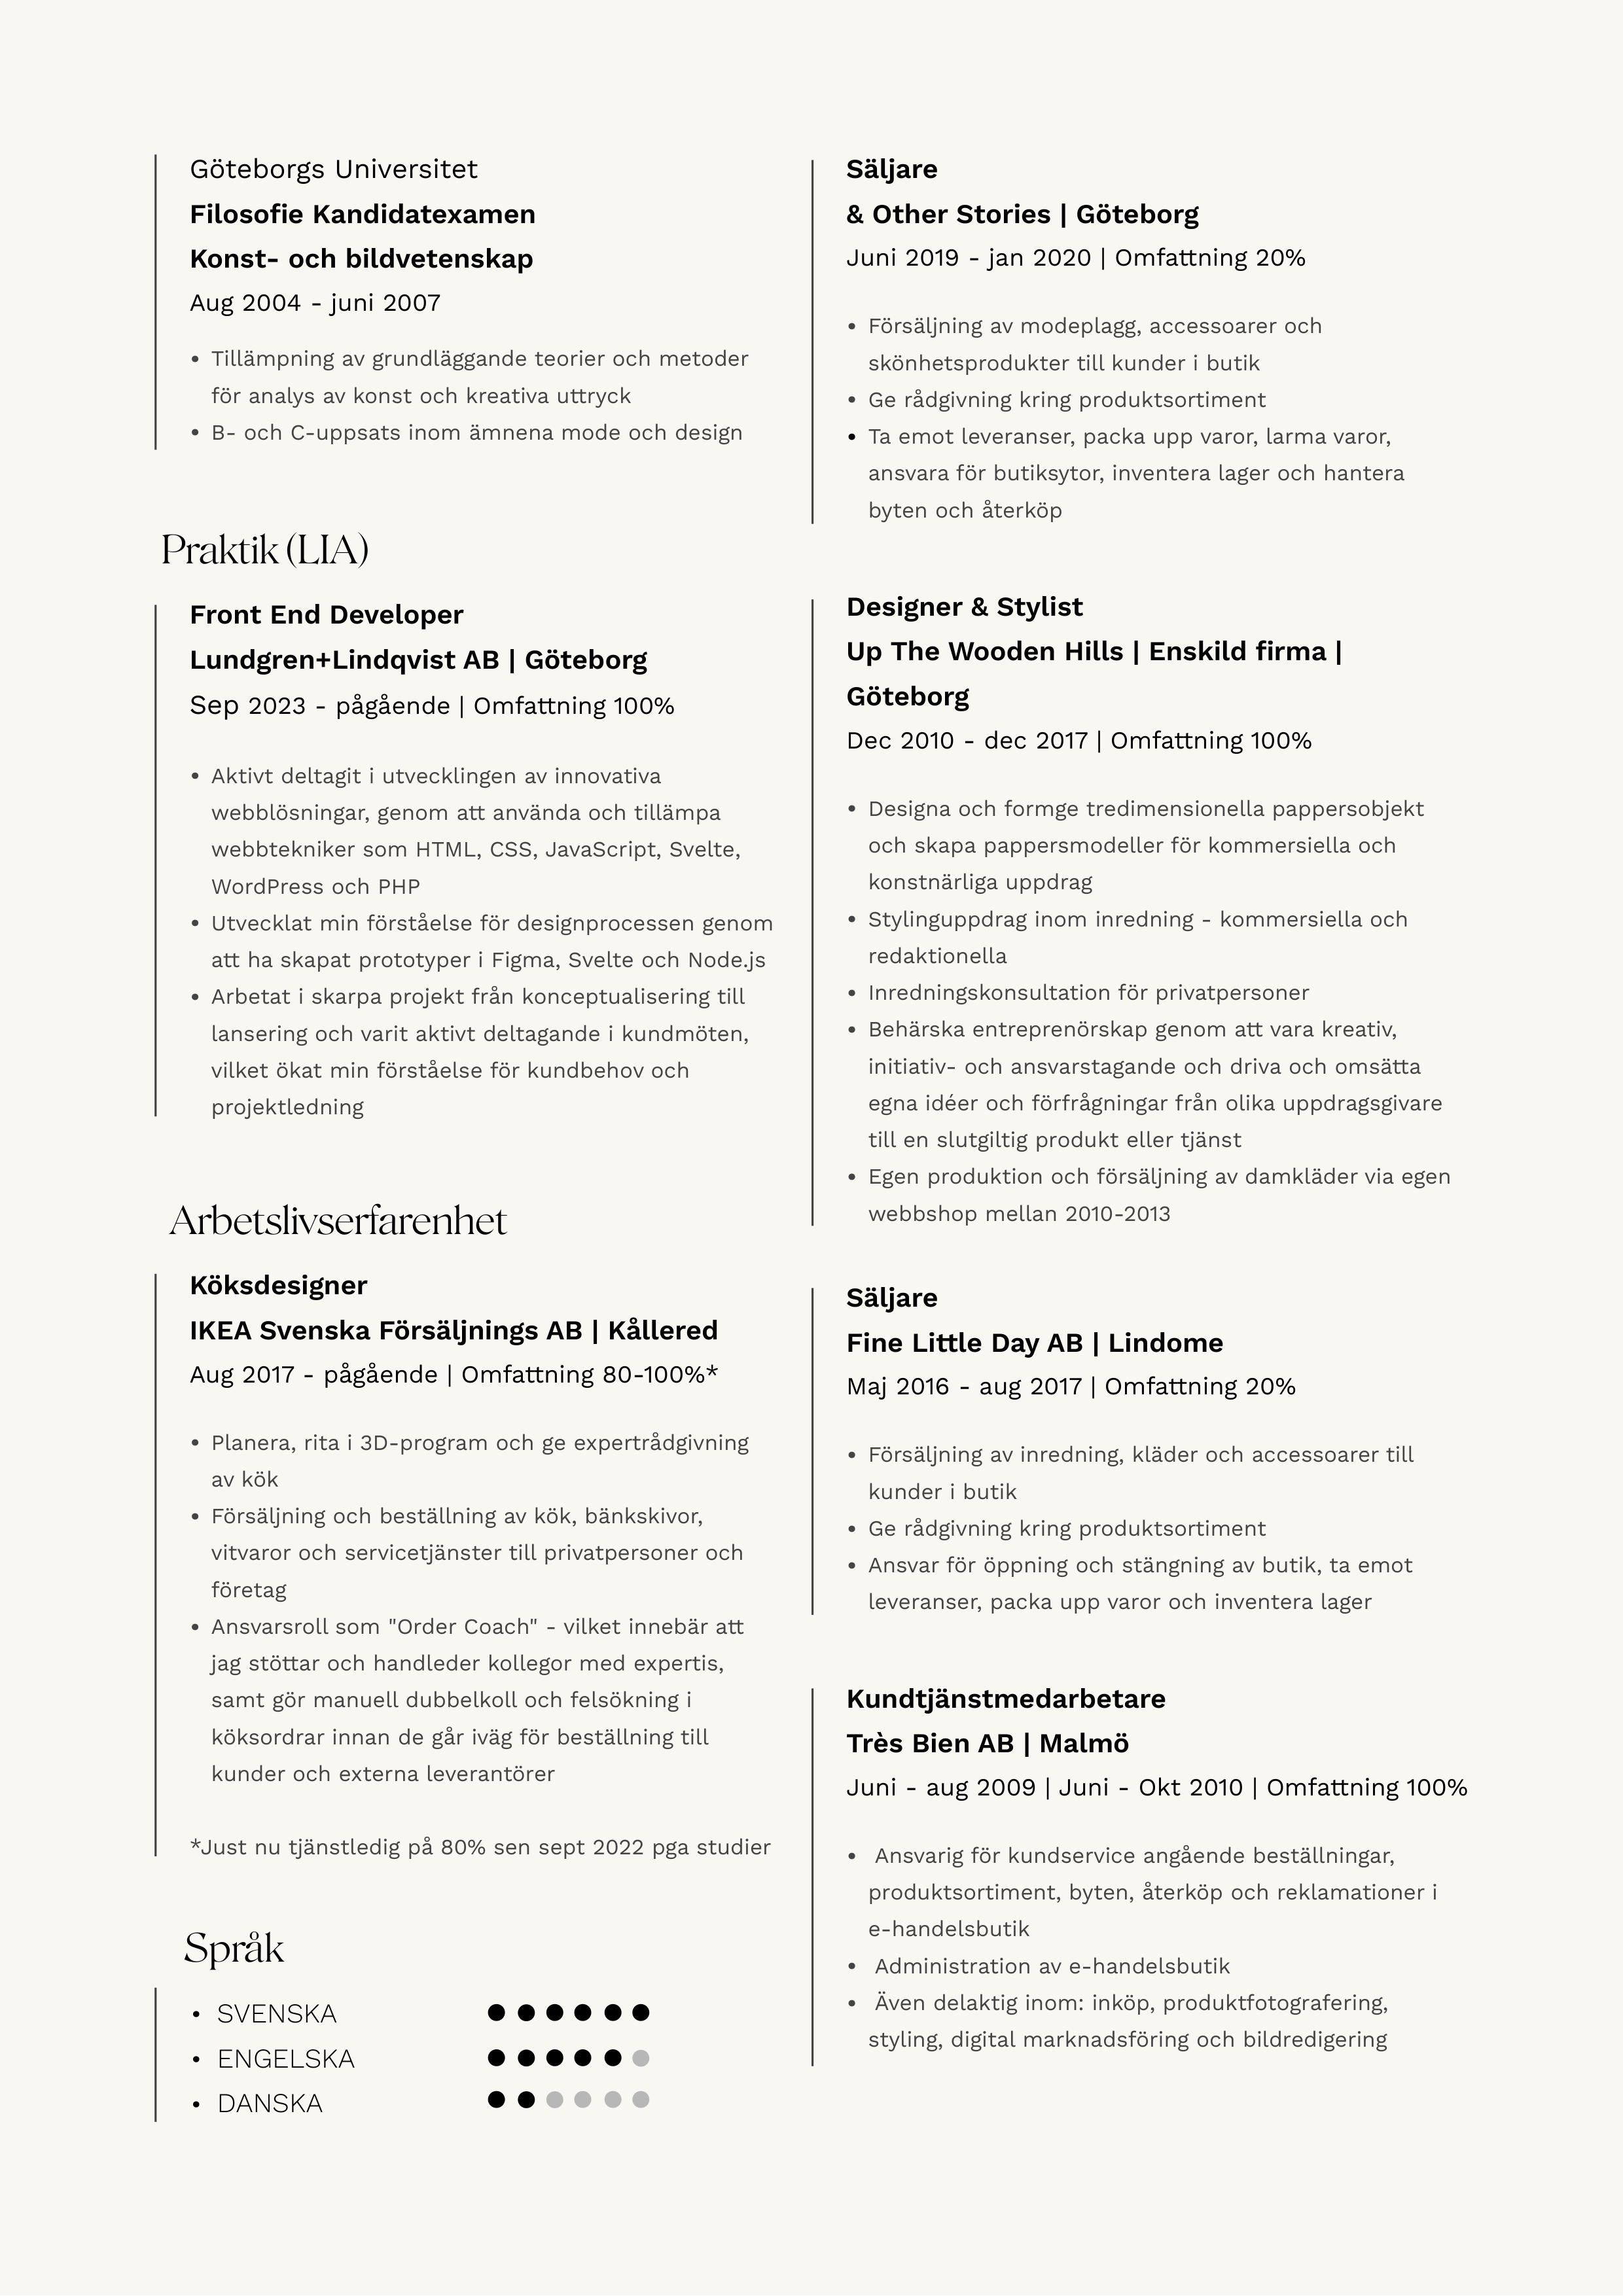 Göteborgs Universitet
Filosofie Kandidatexamen
Konst- och bildvetenskap
Aug 2004 - juni 2007
• Tillämpning av grundläggande teorier och metoder
för analys av konst och kreativa uttryck
• B- och C-uppsats inom ämnena mode och design
Praktik (LIA)
Front End Developer
Lundgren+Lindqvist AB | Göteborg
Sep 2023 - pågående | Omfattning 100%
• Aktivt deltagit i utvecklingen av innovativa
webblösningar, genom att använda och tillämpa
webbtekniker som HTML, CSS, JavaScript, Svelte,
WordPress och PHP
• Utvecklat min förståelse för designprocessen genom
att ha skapat prototyper i Figma, Svelte och Node.js
• Arbetat i skarpa projekt från konceptualisering till
lansering och varit aktivt deltagande i kundmöten,
vilket ökat min förståelse för kundbehov och
projektledning
Arbetslivserfarenhet
Köksdesigner
IKEA Svenska Försäljnings AB | Kållered
Aug 2017 - pågående | Omfattning 80-100%*
• Planera, rita i 3D-program och ge expertrådgivning
av kök
• Försäljning och beställning av kök, bänkskivor,
vitvaror och servicetjänster till privatpersoner och
företag
• Ansvarsroll som "Order Coach" - vilket innebär att
jag stöttar och handleder kollegor med expertis,
samt gör manuell dubbelkoll och felsökning i
köksordrar innan de går iväg för beställning till
kunder och externa leverantörer
*Just nu tjänstledig på 80% sen sept 2022 pga studier
Språk
• SVENSKA
• ENGELSKA
• DANSKA
Säljare
& Other Stories | Göteborg
Juni 2019 - jan 2020 | Omfattning 20%
• Försäljning av modeplagg, accessoarer och
skönhetsprodukter till kunder i butik
• Ge rådgivning kring produktsortiment
• Ta emot leveranser, packa upp varor, larma varor,
ansvara för butiksytor, inventera lager och hantera
byten och återköp
Designer & Stylist
Up The Wooden Hills | Enskild firma |
Göteborg
Dec 2010 - dec 2017 | Omfattning 100%
• Designa och formge tredimensionella pappersobjekt
och skapa pappersmodeller för kommersiella och
konstnärliga uppdrag
• Stylinguppdrag inom inredning - kommersiella och
redaktionella
• Inredningskonsultation för privatpersoner
• Behärska entreprenörskap genom att vara kreativ,
initiativ- och ansvarstagande och driva och omsätta
egna idéer och förfrågningar från olika uppdragsgivare
till en slutgiltig produkt eller tjänst
• Egen produktion och försäljning av damkläder via egen
webbshop mellan 2010-2013
Säljare
Fine Little Day AB | Lindome
Maj 2016 - aug 2017 | Omfattning 20%
• Försäljning av inredning, kläder och accessoarer till
kunder i butik
• Ge rådgivning kring produktsortiment
• Ansvar för öppning och stängning av butik, ta emot
leveranser, packa upp varor och inventera lager
Kundtjänstmedarbetare
Très Bien AB | Malmö
Juni - aug 2009 | Juni - Okt 2010 | Omfattning 100%
• Ansvarig för kundservice angående beställningar,
produktsortiment, byten, återköp och reklamationer i
e-handelsbutik
• Administration av e-handelsbutik
• Även delaktig inom: inköp, produktfotografering,
styling, digital marknadsföring och bildredigering